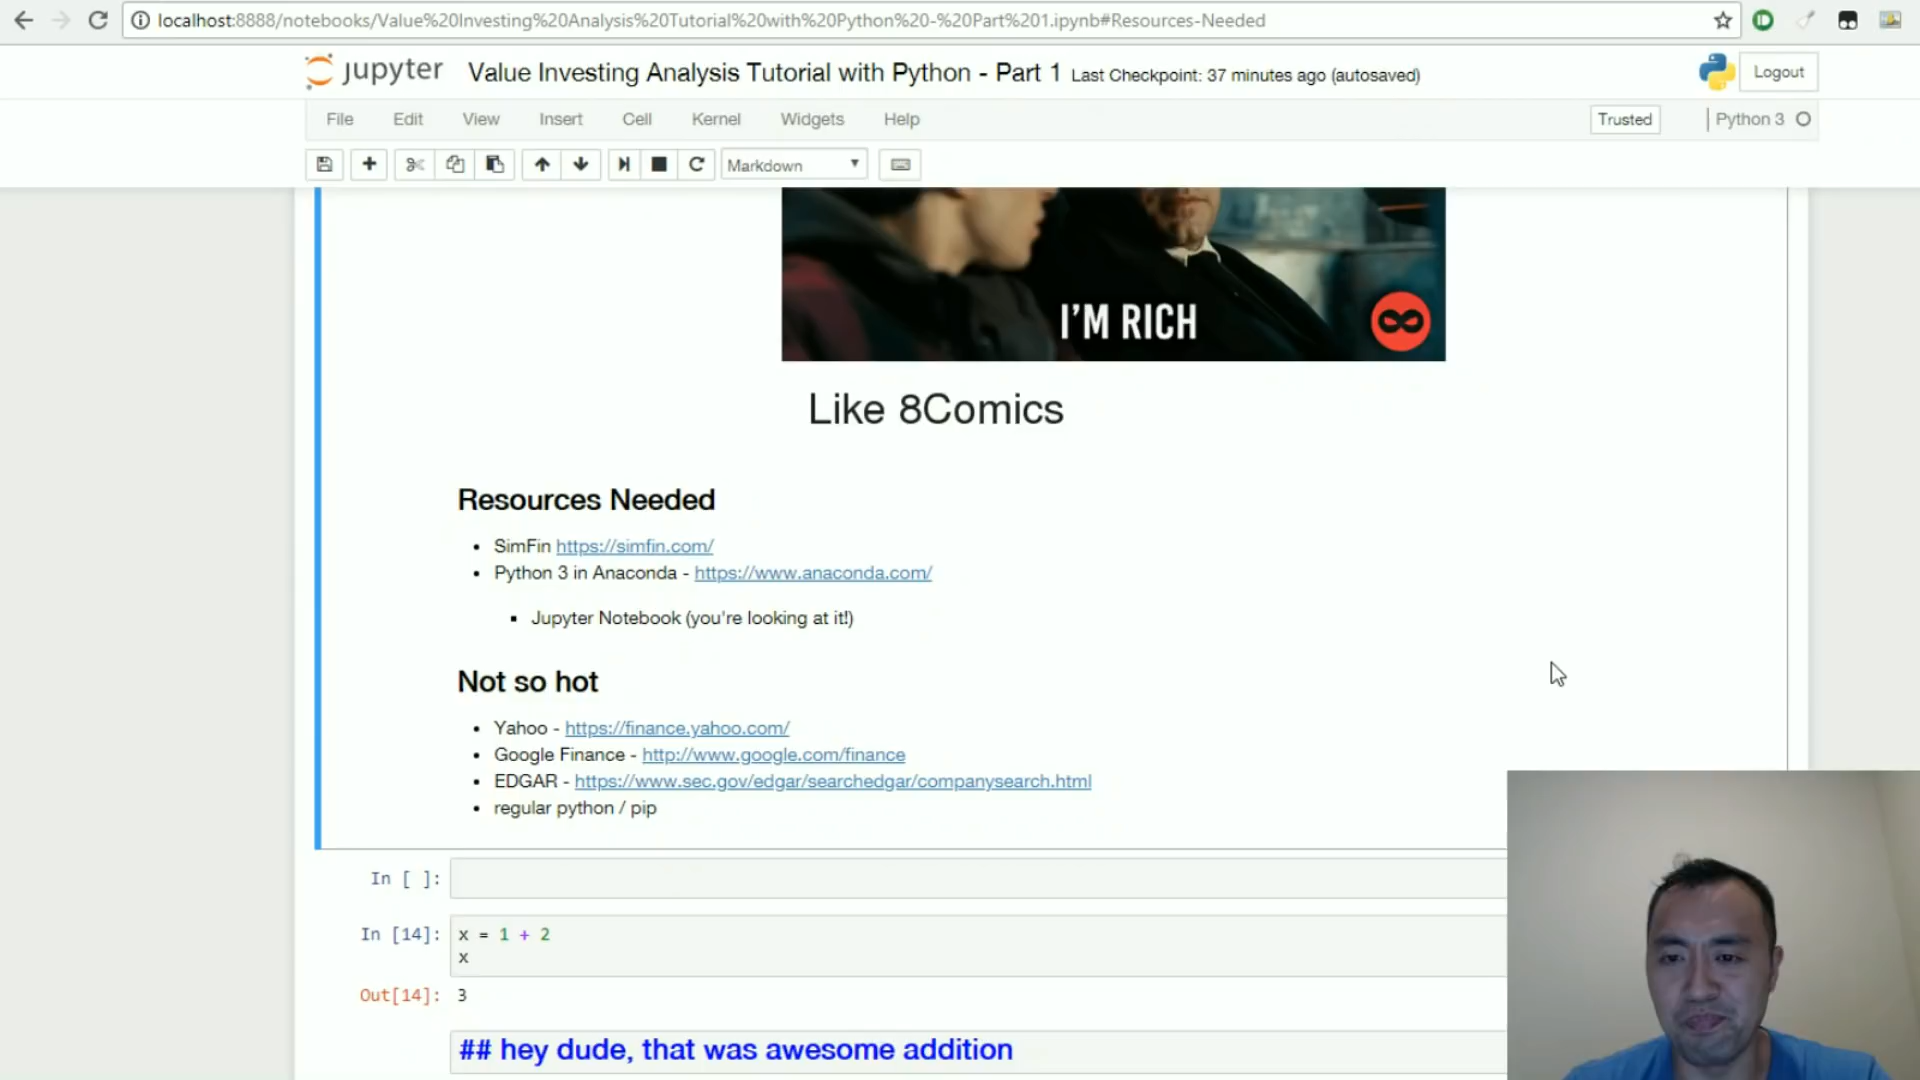 localhost:8888/notebooks/Value%20Investing%20Analysis%20Tutorial%20with%20Python%20-%20Part%201.ipynb#Resources-Needed
jupyter Value Investing Analysis Tutorial with Python - Part 1 Last Checkpoint: 37 minutes ago (autosaved) Logout
File Edit View Insert Cell Kernel Widgets Help Trusted Python 3
Markdown
I'M RICH
Like 8Comics
Resources Needed
• SimFin https://simfin.com/
• Python 3 in Anaconda - https://www.anaconda.com/
▪ Jupyter Notebook (you're looking at it!)
Not so hot
• Yahoo - https://finance.yahoo.com/
• Google Finance - http://www.google.com/finance
• EDGAR - https://www.sec.gov/edgar/searchedgar/companysearch.html
• regular python / pip
In [ ]:
In [14]: x = 1 + 2
x
Out[14]: 3
## hey dude, that was awesome addition